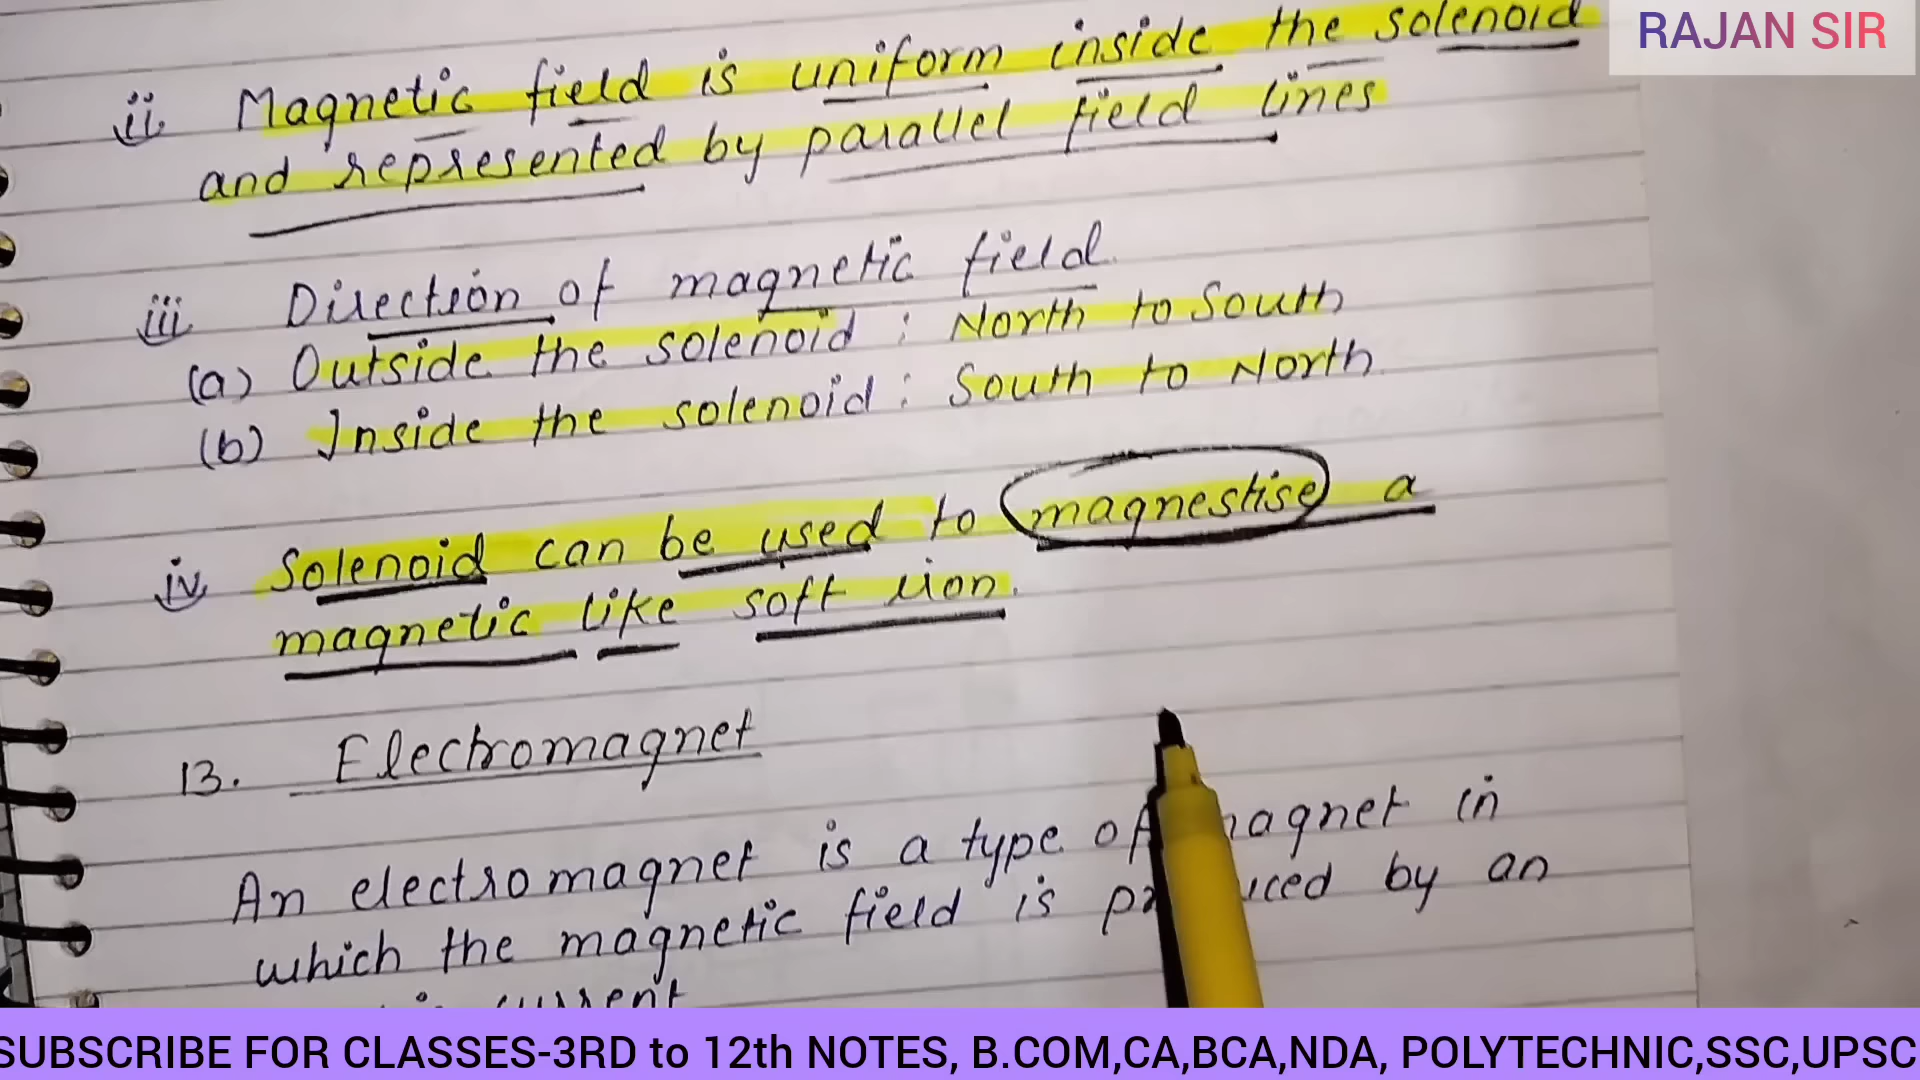 RAJAN SIR
ii. Magnetic field is uniform inside the solenoid
and represented by parallel field lines
iii Direction of magnetic field.
(a) Outside the solenoid : North to South
(b) Inside the solenoid : South to North.
iv. Solenoid can be used to magnestise a
magnetic like soft iron.
13. Electromagnet
An electromagnet is a type of magnet in
which the magnetic field is produced by an
current
SUBSCRIBE FOR CLASSES-3RD to 12th NOTES, B.COM,CA,BCA,NDA, POLYTECHNIC,SSC,UPSC